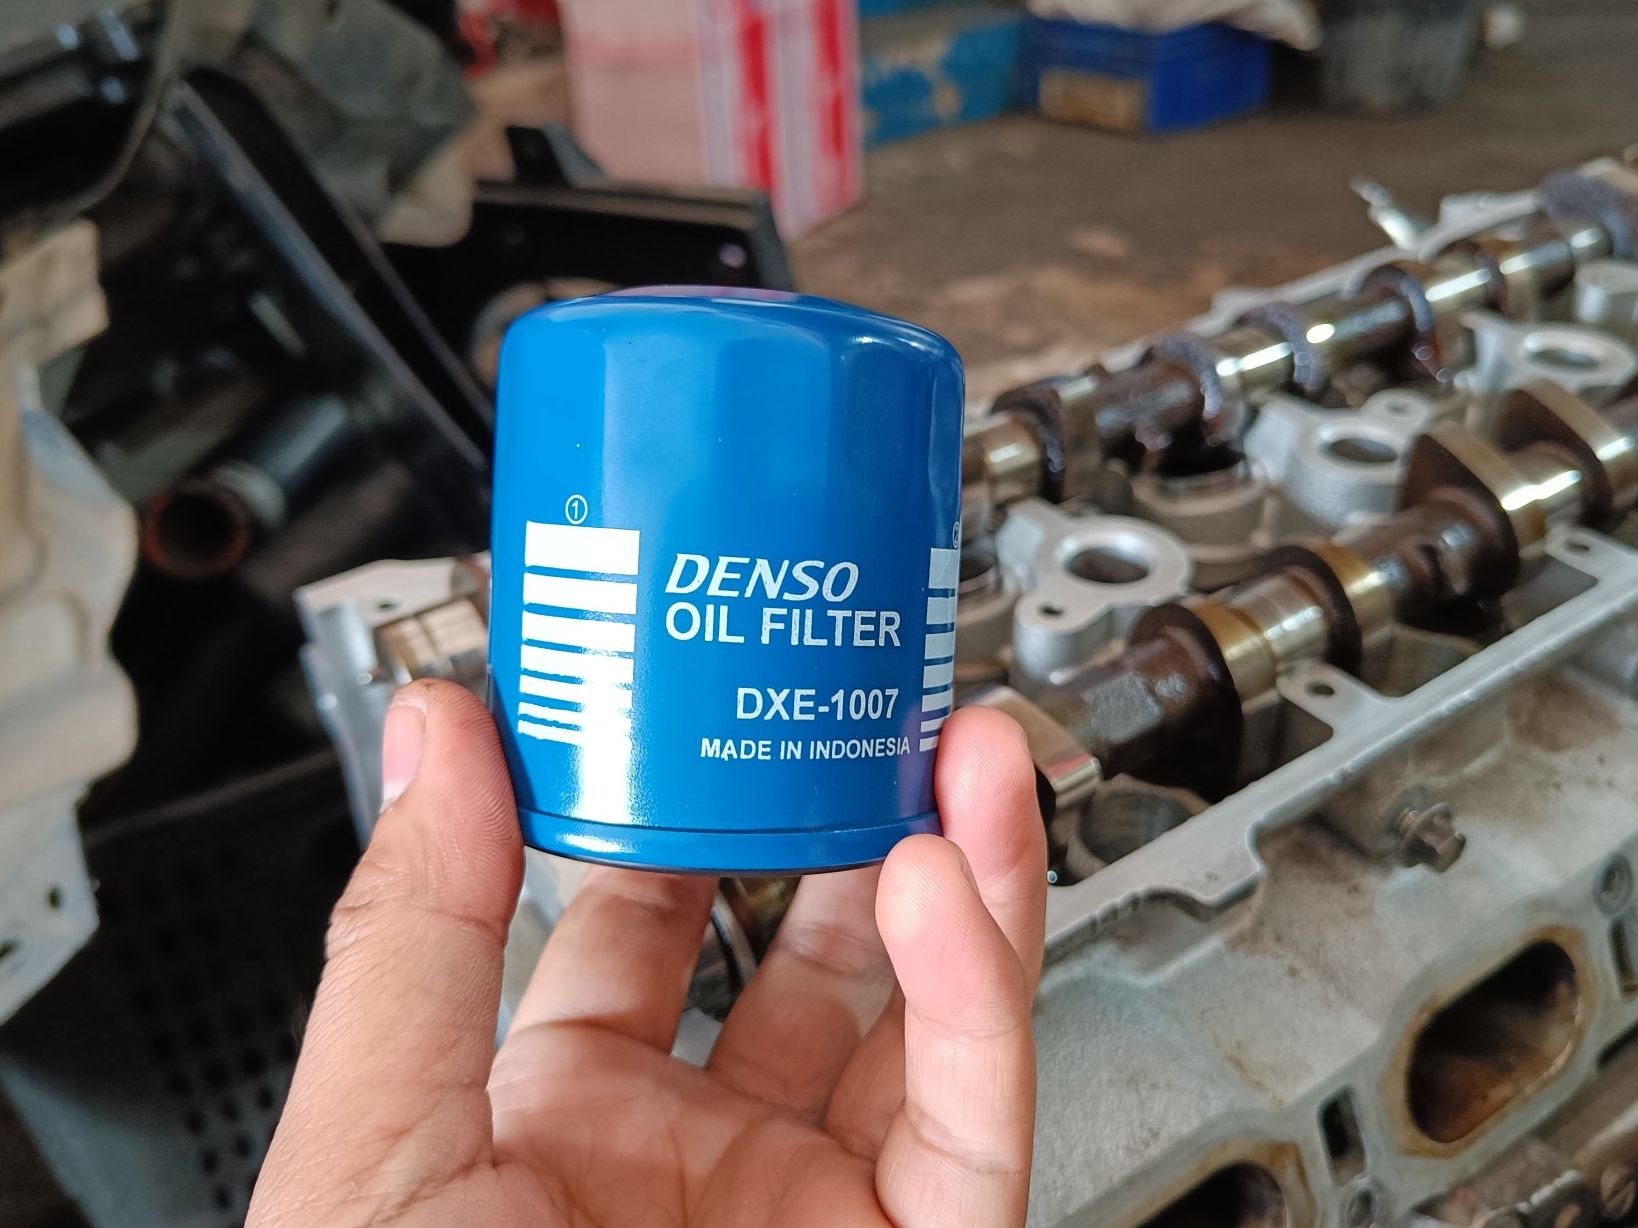 ①
DENSO
OIL FILTER
DXE-1007
MADE IN INDONESIA